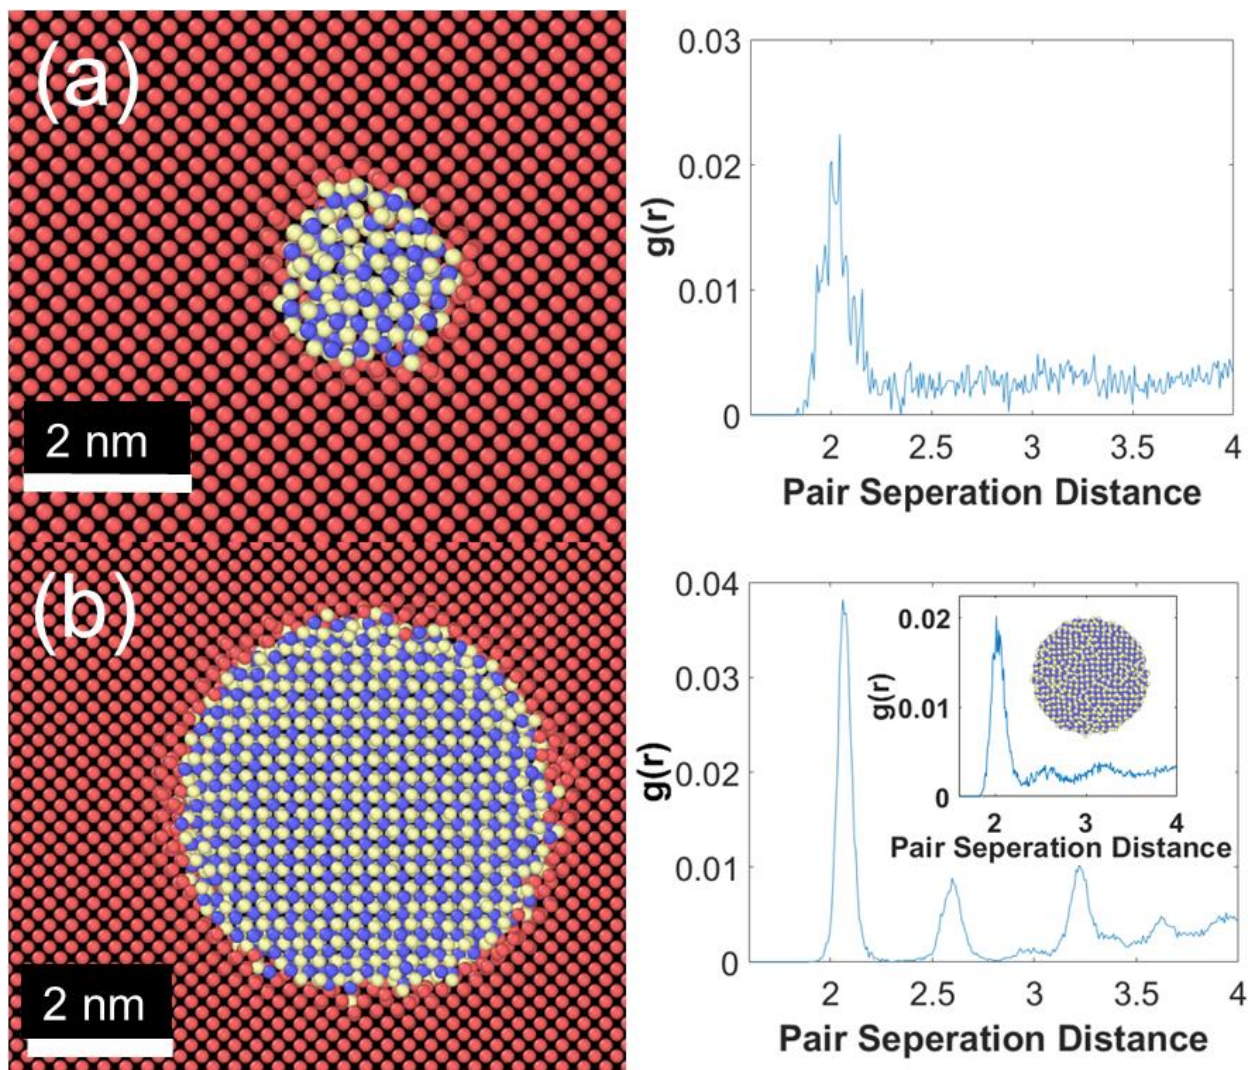 (a)
2 nm
0.03
0.02
0.01
0
g(r)
2 2.5 3 3.5 4
Pair Seperation Distance
(b)
2 nm
0.04
0.03
0.02
0.01
0
g(r)
2 2.5 3 3.5 4
Pair Seperation Distance
0.02
0.01
0
g(r)
2 3 4
Pair Seperation Distance